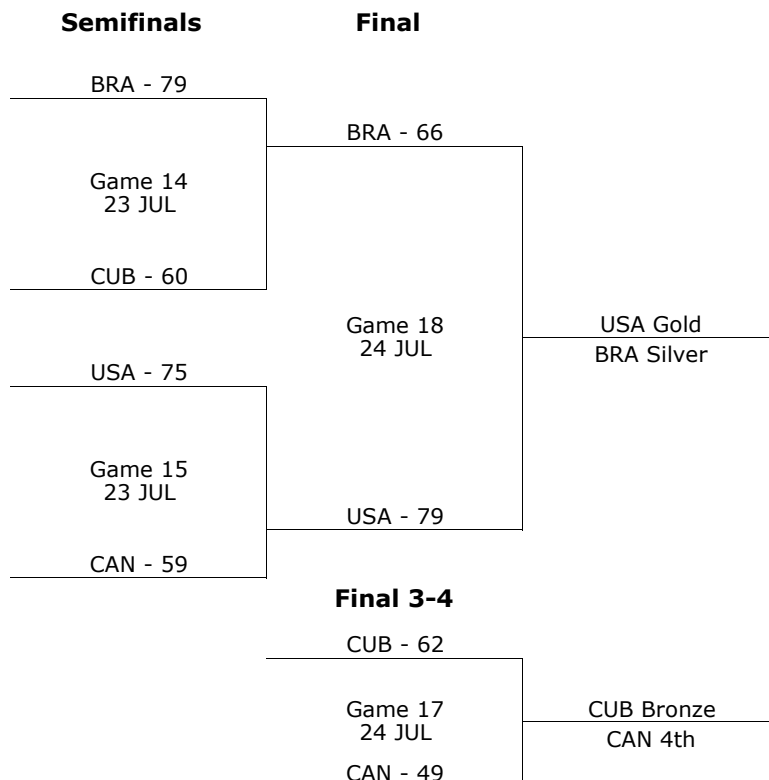 Semifinals
Final
BRA - 79
BRA - 66
Game 14
23 JUL
CUB - 60
Game 18
24 JUL
USA Gold
BRA Silver
USA - 75
Game 15
23 JUL
USA - 79
CAN - 59
Final 3-4
CUB - 62
Game 17
24 JUL
CUB Bronze
CAN 4th
CAN - 49